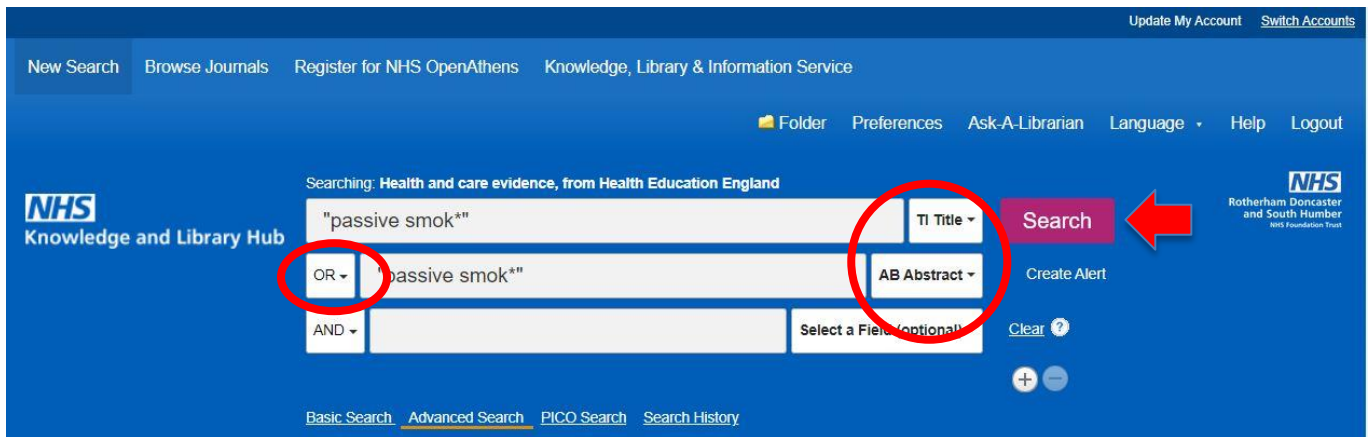 Update My Account Switch Accounts
New Search Browse Journals Register for NHS OpenAthens Knowledge, Library & Information Service
Folder Preferences Ask-A-Librarian Language Help Logout
Searching: Health and care evidence, from Health Education England
NHS
Knowledge and Library Hub
"passive smok*" TI Title Search
OR "passive smok*" AB Abstract Create Alert
AND Select a Field (optional) Clear ?
+ −
Basic Search Advanced Search PICO Search Search History
NHS
Rotherham Doncaster
and South Humber
NHS Foundation Trust